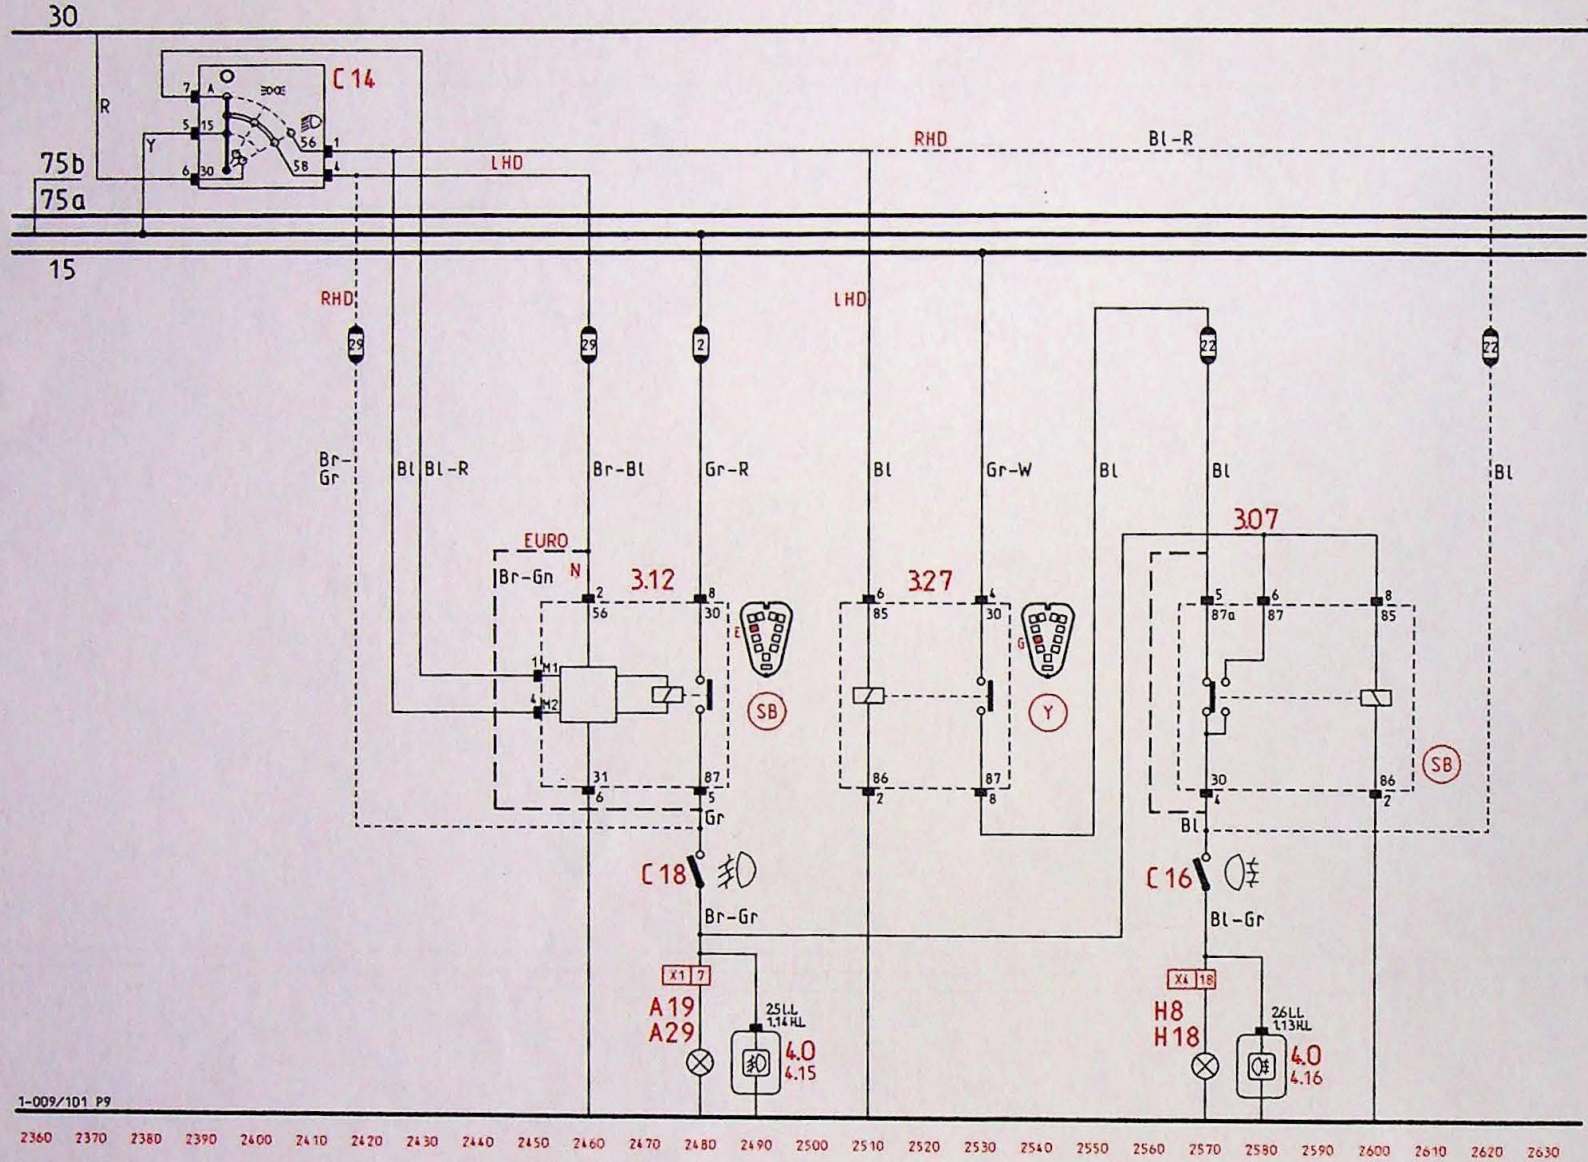 30
C14
7 A
R
5 15
Y
56 1
58 4
6 30
75b
75a
15
LHD
RHD
Bl-R
RHD
LHD
29
29
2
22
22
Br-
Gr
Bl
Bl-R
Br-Bl
Gr-R
Bl
Gr-W
Bl
Bl
Bl
EURO
N
Br-Gn
3.12
3.27
3.07
2
56
8
30
E
6
85
4
30
G
5
87a
6
87
8
85
1 M1
4 M2
SB
Y
SB
31
6
87
5
86
2
87
8
30
4
86
2
Gr
Bl
C18
C16
Br-Gr
Bl-Gr
X1 7
X4 18
A19
A29
25LL
1.14HL
4.0
4.15
H8
H18
26LL
1.13HL
4.0
4.16
1-009/101 P9
2360 2370 2380 2390 2400 2410 2420 2430 2440 2450 2460 2470 2480 2490 2500 2510 2520 2530 2540 2550 2560 2570 2580 2590 2600 2610 2620 2630